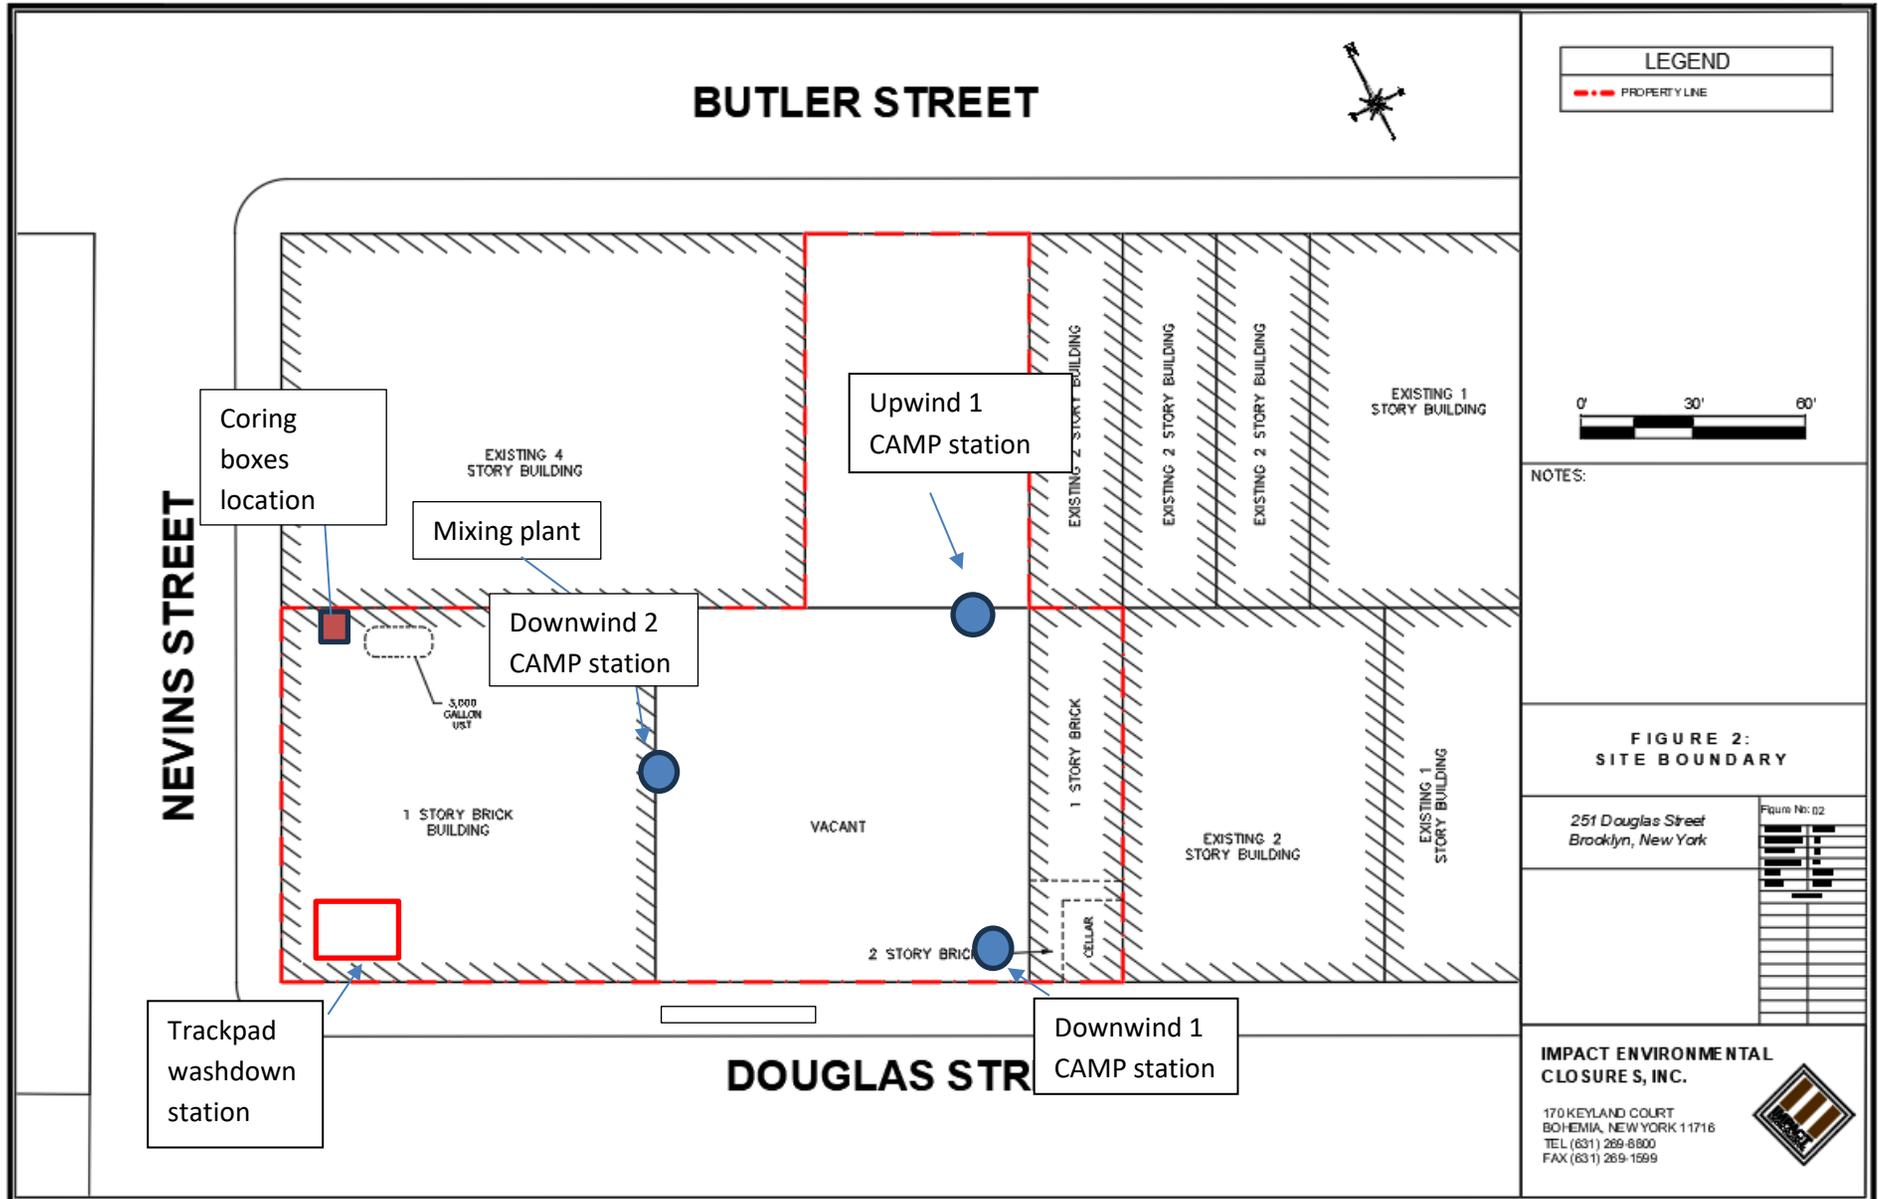 BUTLER STREET
N
LEGEND
PROPERTY LINE
0' 30' 60'
NOTES:
FIGURE 2:
SITE BOUNDARY
251 Douglas Street
Brooklyn, New York
Figure No: 02
IMPACT ENVIRONMENTAL
CLOSURES, INC.
170 KEYLAND COURT
BOHEMIA, NEW YORK 11716
TEL (631) 269-8800
FAX (631) 269-1599
NEVINS STREET
Coring
boxes
location
EXISTING 4
STORY BUILDING
Mixing plant
Upwind 1
CAMP station
EXISTING 2 STORY BUILDING
EXISTING 2 STORY BUILDING
EXISTING 2 STORY BUILDING
EXISTING 1
STORY BUILDING
Downwind 2
CAMP station
GALLON
UST
1 STORY BRICK
BUILDING
VACANT
1 STORY BRICK
2 STORY BRICK
CELLAR
EXISTING 2
STORY BUILDING
EXISTING 1
STORY BUILDING
Trackpad
washdown
station
Downwind 1
CAMP station
DOUGLAS STR